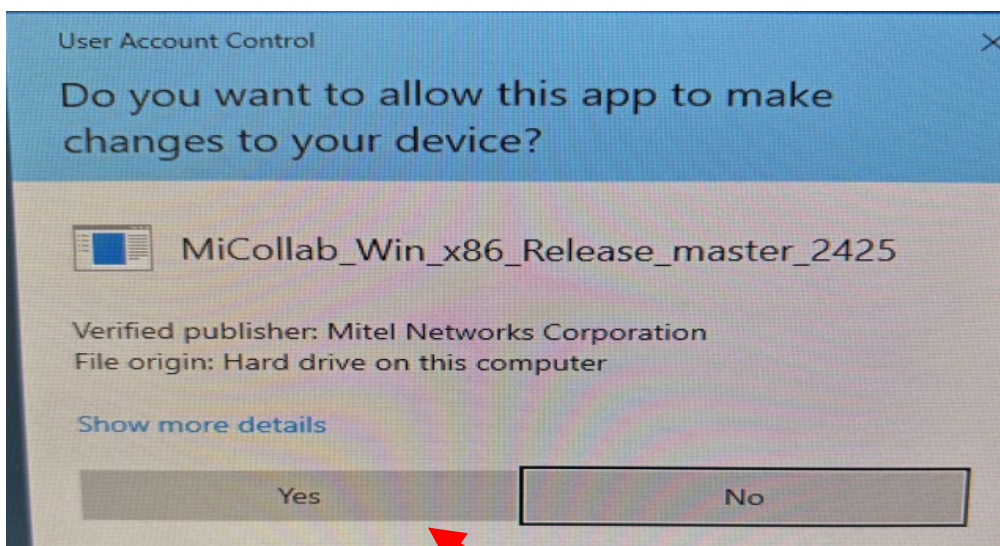 User Account Control
Do you want to allow this app to make
changes to your device?
MiCollab_Win_x86_Release_master_2425
Verified publisher: Mitel Networks Corporation
File origin: Hard drive on this computer
Show more details
Yes No